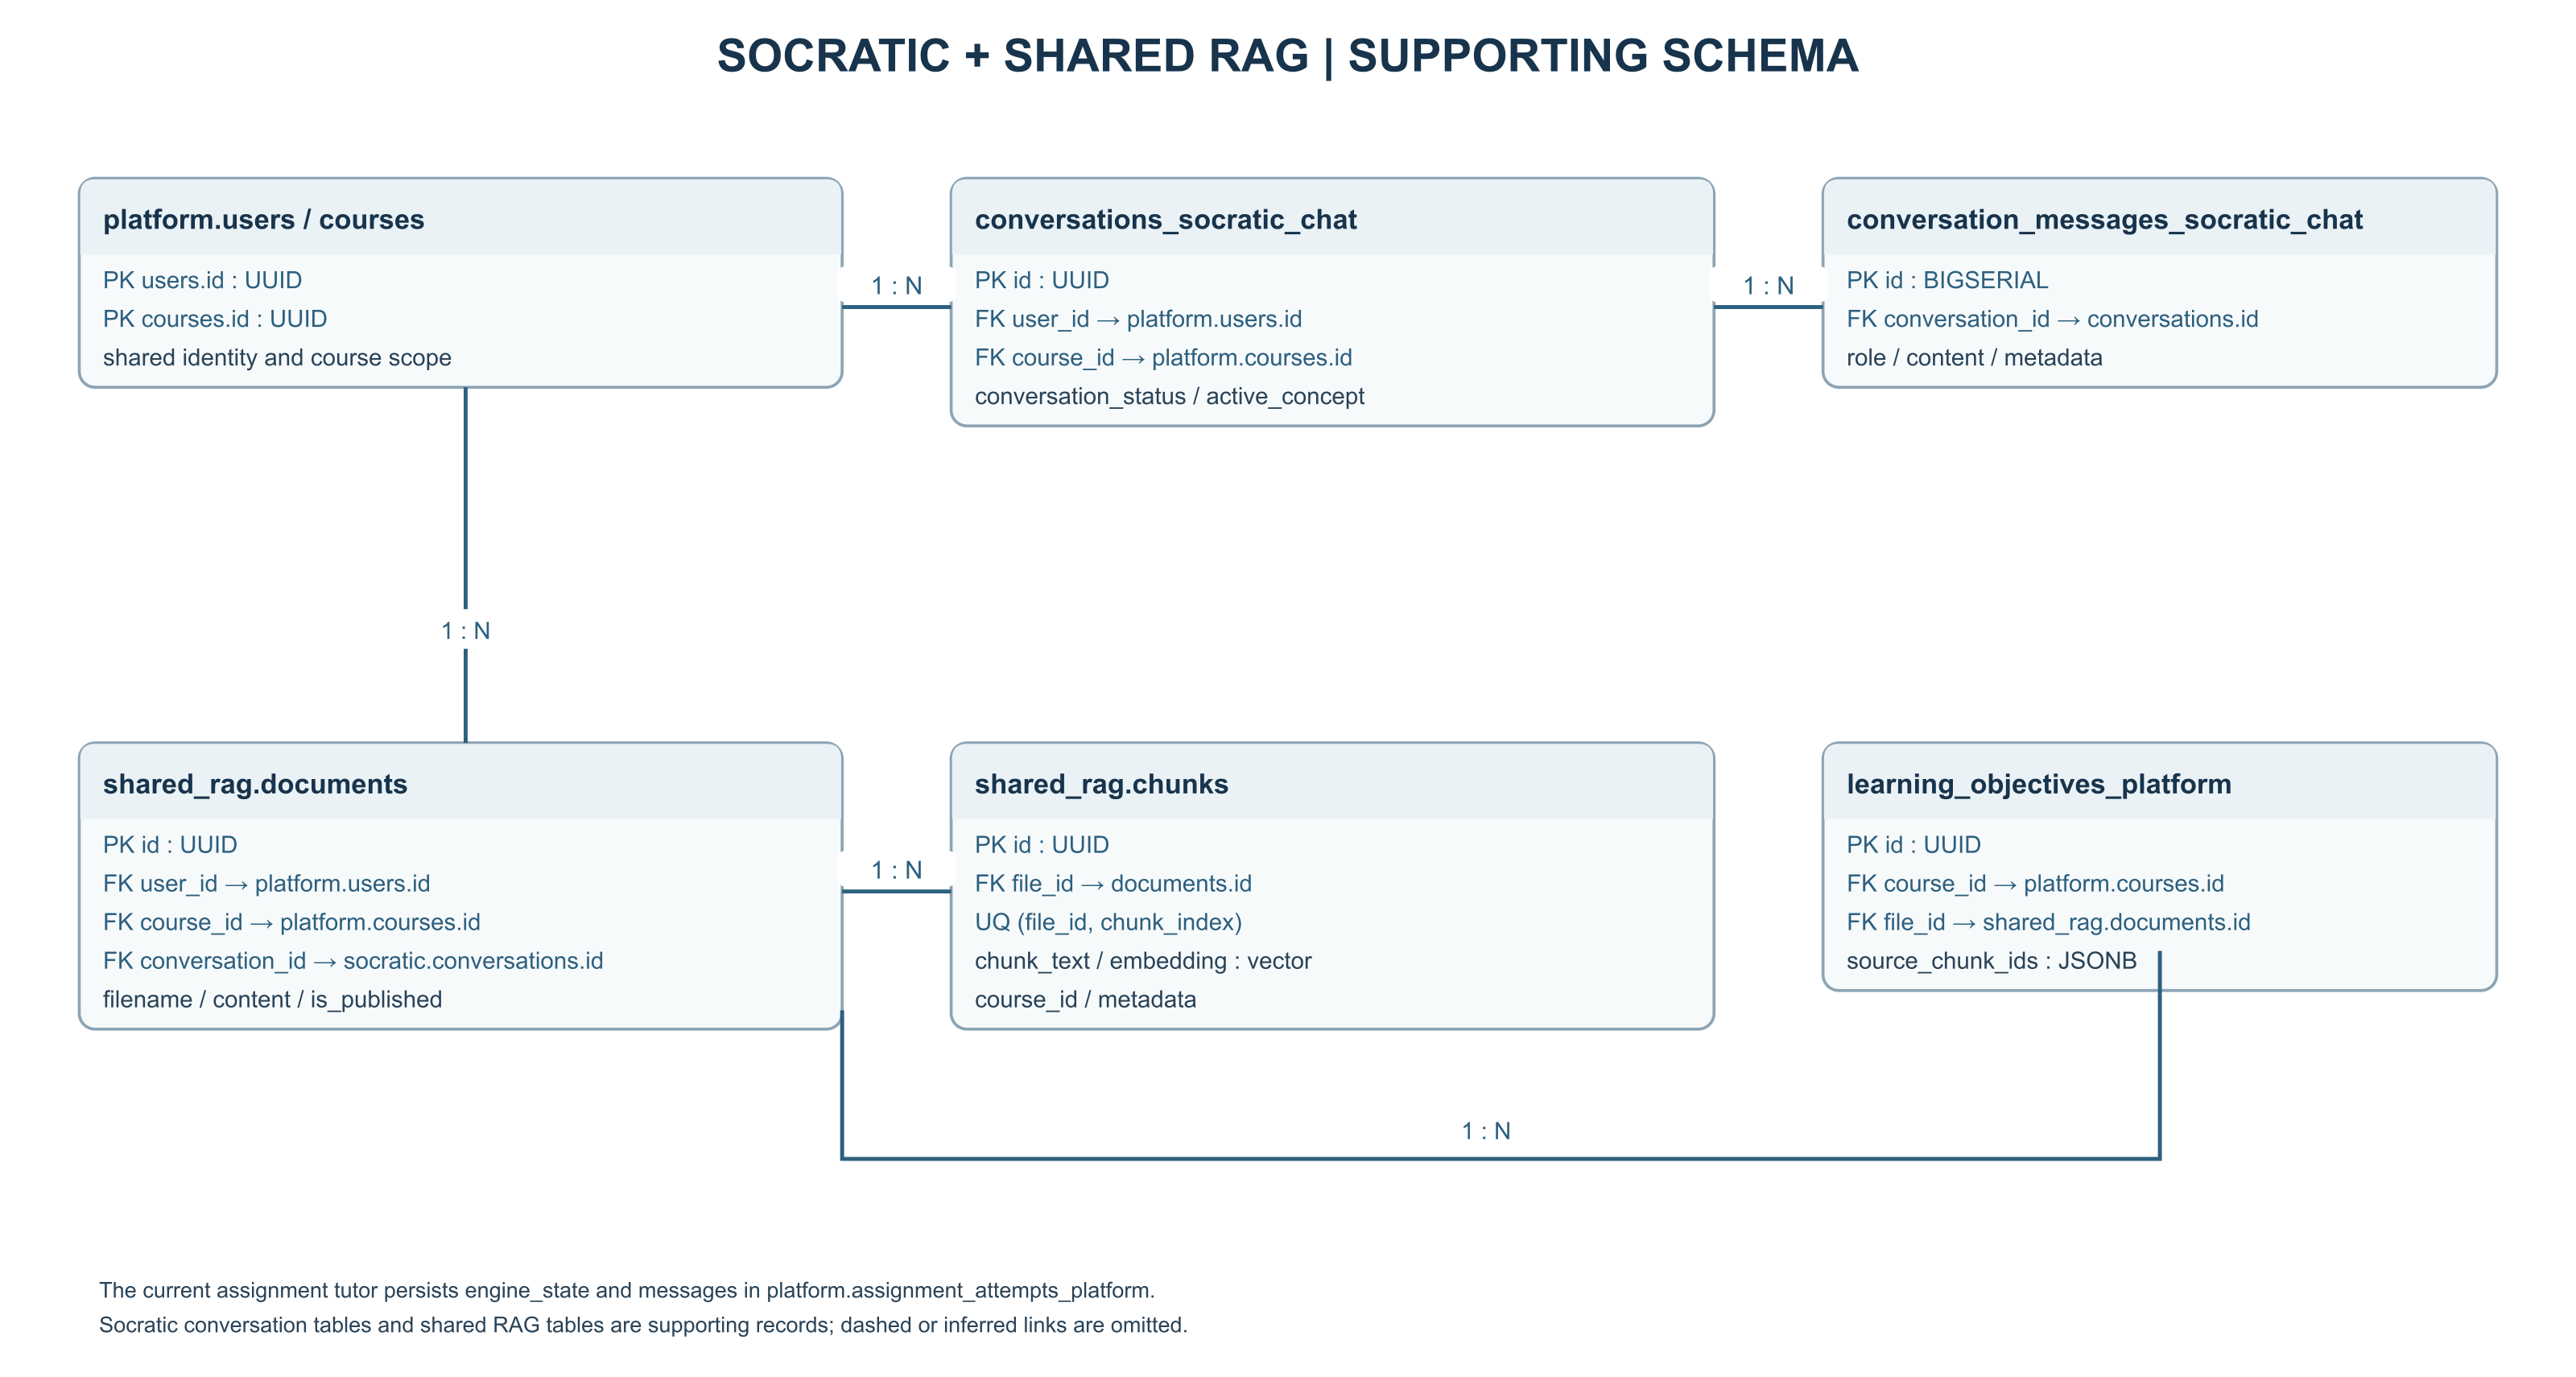 SOCRATIC + SHARED RAG | SUPPORTING SCHEMA
platform.users / courses
PK users.id : UUID
PK courses.id : UUID
shared identity and course scope
1 : N
conversations_socratic_chat
PK id : UUID
FK user_id → platform.users.id
FK course_id → platform.courses.id
conversation_status / active_concept
1 : N
conversation_messages_socratic_chat
PK id : BIGSERIAL
FK conversation_id → conversations.id
role / content / metadata
1 : N
shared_rag.documents
PK id : UUID
FK user_id → platform.users.id
FK course_id → platform.courses.id
FK conversation_id → socratic.conversations.id
filename / content / is_published
1 : N
shared_rag.chunks
PK id : UUID
FK file_id → documents.id
UQ (file_id, chunk_index)
chunk_text / embedding : vector
course_id / metadata
learning_objectives_platform
PK id : UUID
FK course_id → platform.courses.id
FK file_id → shared_rag.documents.id
source_chunk_ids : JSONB
1 : N
The current assignment tutor persists engine_state and messages in platform.assignment_attempts_platform.
Socratic conversation tables and shared RAG tables are supporting records; dashed or inferred links are omitted.